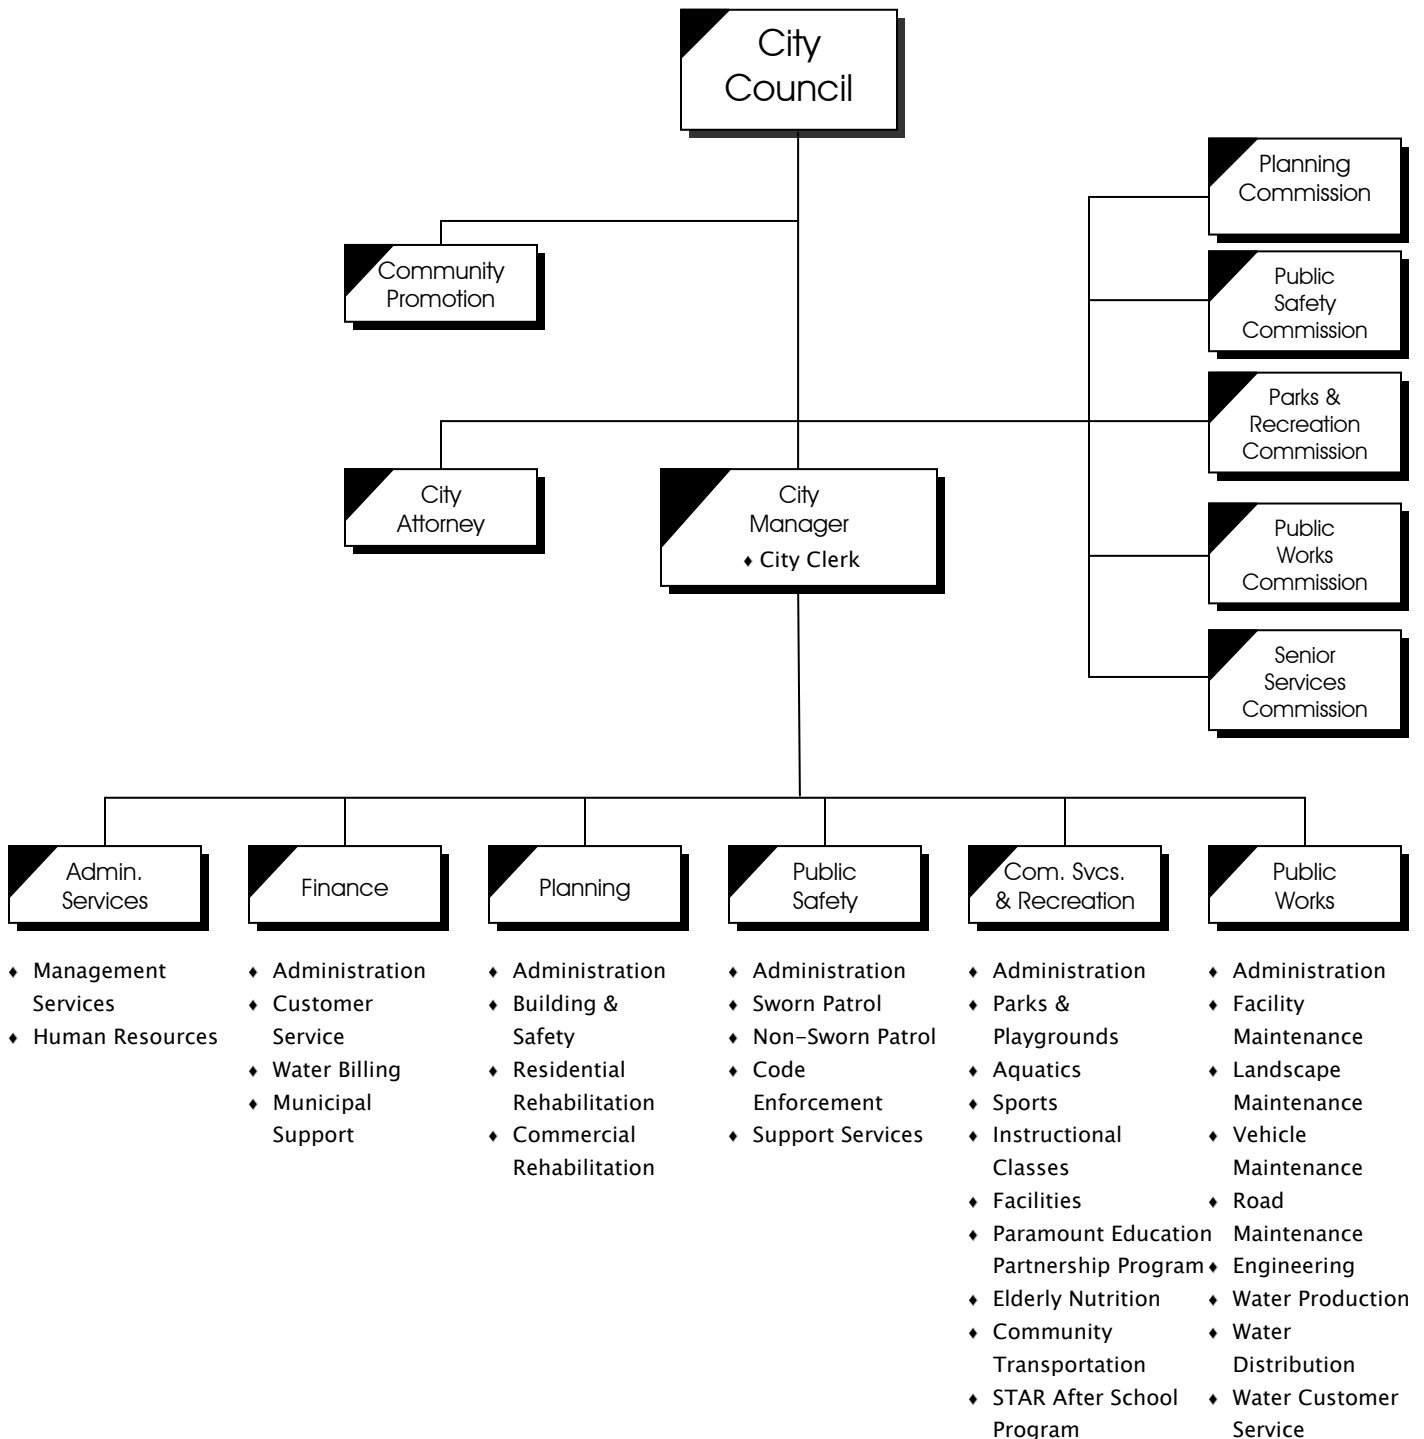 City
Council
Planning
Commission
Community
Promotion
Public
Safety
Commission
Parks &
Recreation
Commission
City
Attorney
City
Manager
♦ City Clerk
Public
Works
Commission
Senior
Services
Commission
Admin.
Services
♦ Management
Services
♦ Human Resources
Finance
♦ Administration
♦ Customer
Service
♦ Water Billing
♦ Municipal
Support
Planning
♦ Administration
♦ Building &
Safety
♦ Residential
Rehabilitation
♦ Commercial
Rehabilitation
Public
Safety
♦ Administration
♦ Sworn Patrol
♦ Non-Sworn Patrol
♦ Code
Enforcement
♦ Support Services
Com. Svcs.
& Recreation
♦ Administration
♦ Parks &
Playgrounds
♦ Aquatics
♦ Sports
♦ Instructional
Classes
♦ Facilities
♦ Paramount Education
Partnership Program
♦ Elderly Nutrition
♦ Community
Transportation
♦ STAR After School
Program
Public
Works
♦ Administration
♦ Facility
Maintenance
♦ Landscape
Maintenance
♦ Vehicle
Maintenance
♦ Road
Maintenance
♦ Engineering
♦ Water Production
♦ Water
Distribution
♦ Water Customer
Service